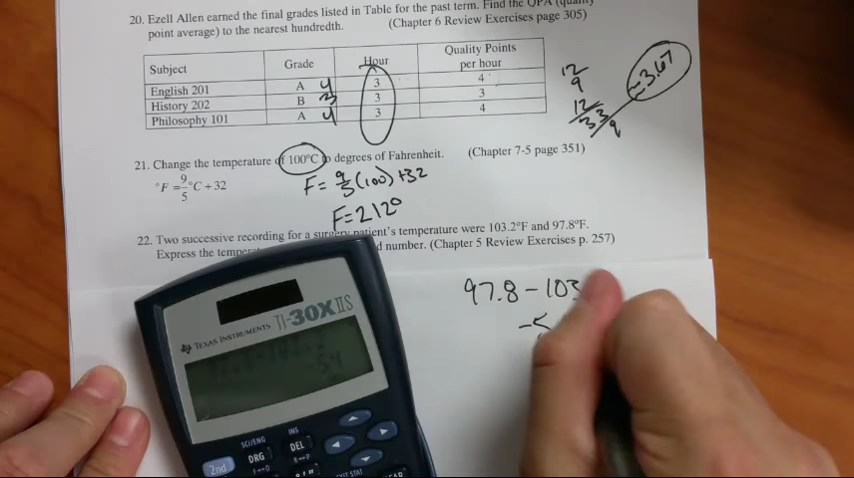 20. Ezell Allen earned the final grades listed in Table for the past term. Find the QPA (quality
point average) to the nearest hundredth. (Chapter 6 Review Exercises page 305)
Subject Grade Hour Quality Points per hour
English 201 A 4 3 4
History 202 B 3 3 3
Philosophy 101 A 4 3 4
12
9
12
33
9
≈3.67
21. Change the temperature of 100°C to degrees of Fahrenheit. (Chapter 7-5 page 351)
°F = 9/5 °C + 32
F = 9/5 (100) + 32
F = 212°
22. Two successive recording for a surgery patient's temperature were 103.2°F and 97.8°F.
Express the number. (Chapter 5 Review Exercises p. 257)
97.8 - 103
-5
TEXAS INSTRUMENTS TI-30X IIS
-5.4
2nd
SCI/ENG
DRG
INS
DEL